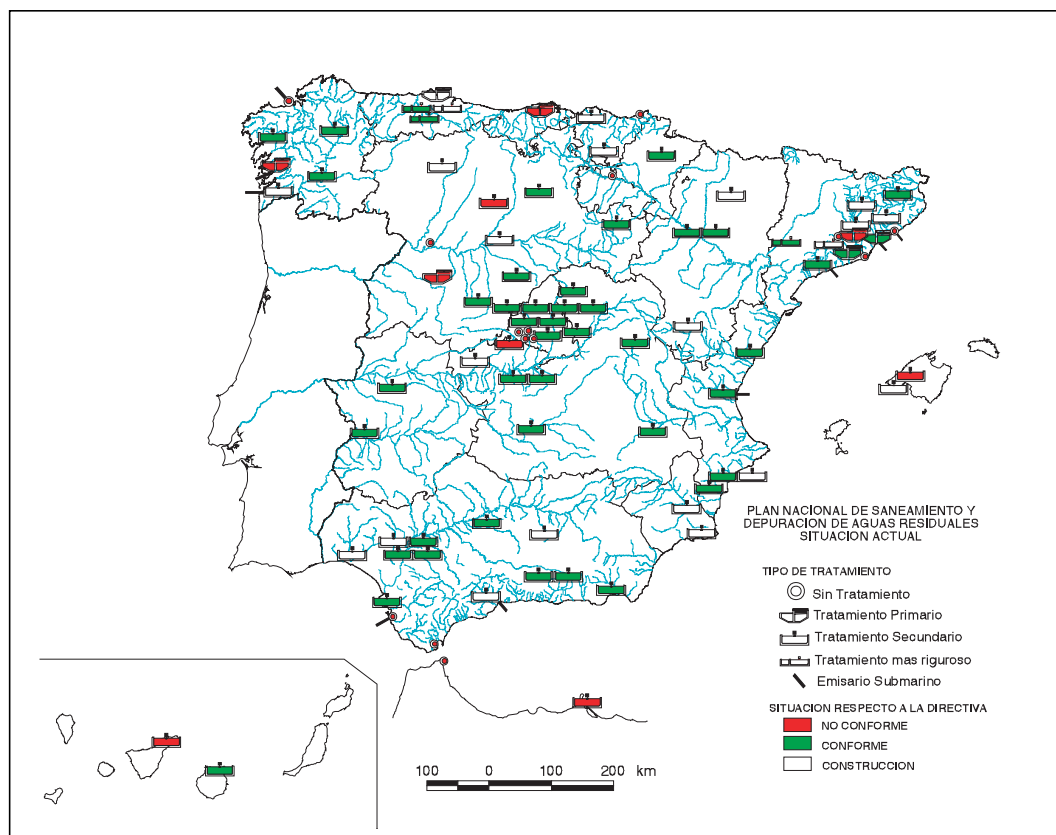 PLAN NACIONAL DE SANEAMIENTO Y
DEPURACION DE AGUAS RESIDUALES
SITUACION ACTUAL
TIPO DE TRATAMIENTO
Sin Tratamiento
Tratamiento Primario
Tratamiento Secundario
Tratamiento mas riguroso
Emisario Submarino
SITUACION RESPECTO A LA DIRECTIVA
NO CONFORME
CONFORME
CONSTRUCCION
100 0 100 200 km